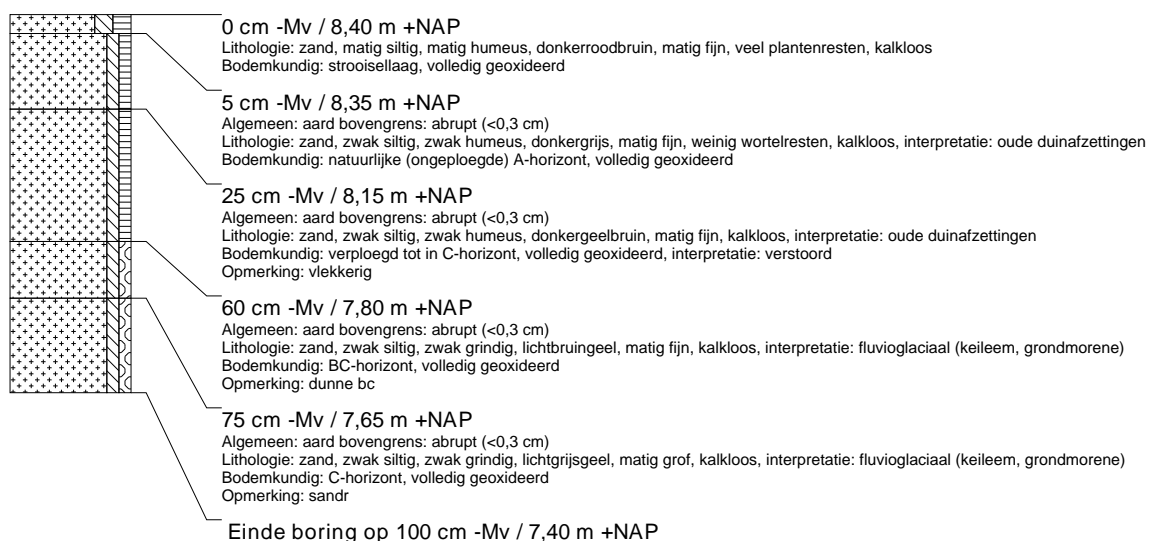 0 cm -Mv / 8,40 m +NAP
Lithologie: zand, matig siltig, matig humeus, donkerroodbruin, matig fijn, veel plantenresten, kalkloos
Bodemkundig: strooisellaag, volledig geoxideerd
5 cm -Mv / 8,35 m +NAP
Algemeen: aard bovengrens: abrupt (<0,3 cm)
Lithologie: zand, zwak siltig, zwak humeus, donkergrijs, matig fijn, weinig wortelresten, kalkloos, interpretatie: oude duinafzettingen
Bodemkundig: natuurlijke (ongeploegde) A-horizont, volledig geoxideerd
25 cm -Mv / 8,15 m +NAP
Algemeen: aard bovengrens: abrupt (<0,3 cm)
Lithologie: zand, zwak siltig, zwak humeus, donkergeelbruin, matig fijn, kalkloos, interpretatie: oude duinafzettingen
Bodemkundig: verploegd tot in C-horizont, volledig geoxideerd, interpretatie: verstoord
Opmerking: vlekkerig
60 cm -Mv / 7,80 m +NAP
Algemeen: aard bovengrens: abrupt (<0,3 cm)
Lithologie: zand, zwak siltig, zwak grindig, lichtbruingeel, matig fijn, kalkloos, interpretatie: fluvioglaciaal (keileem, grondmorene)
Bodemkundig: BC-horizont, volledig geoxideerd
Opmerking: dunne bc
75 cm -Mv / 7,65 m +NAP
Algemeen: aard bovengrens: abrupt (<0,3 cm)
Lithologie: zand, zwak siltig, zwak grindig, lichtgrijsgeel, matig grof, kalkloos, interpretatie: fluvioglaciaal (keileem, grondmorene)
Bodemkundig: C-horizont, volledig geoxideerd
Opmerking: sandr
Einde boring op 100 cm -Mv / 7,40 m +NAP